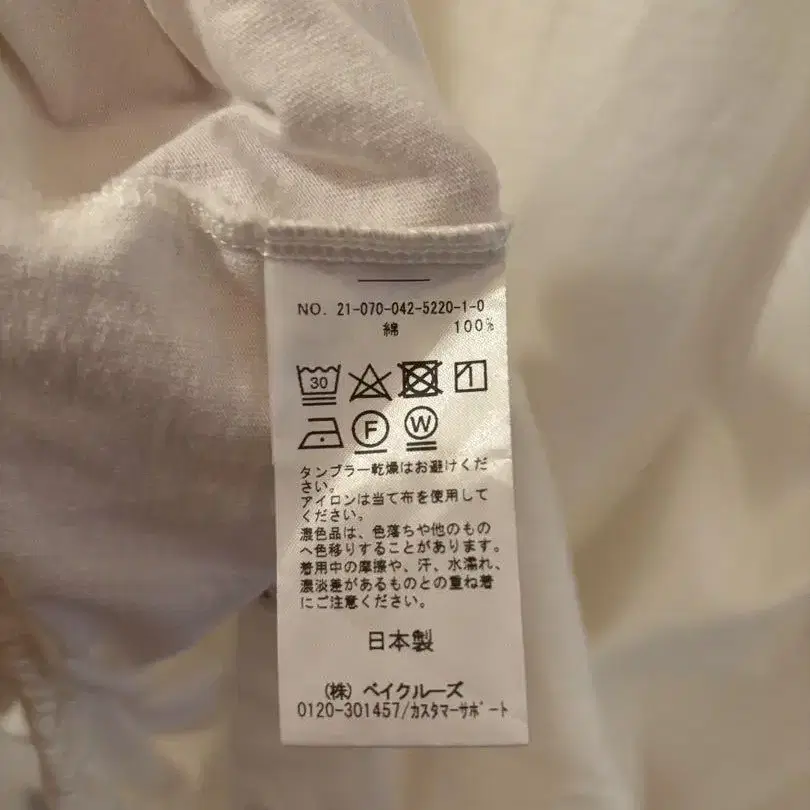 NO. 21-070-042-5220-1-0
綿 100%
30
F W
タンブラー乾燥はお避けくだ
さい。
アイロンは当て布を使用して
ください。
濃色品は、色落ちや他のもの
へ色移りすることがあります。
着用中の摩擦や、汗、水濡れ、
濃淡差があるものとの重ね着
にご注意ください。
日本製
(株) ベイクルーズ
0120-301457/カスタマーサポート